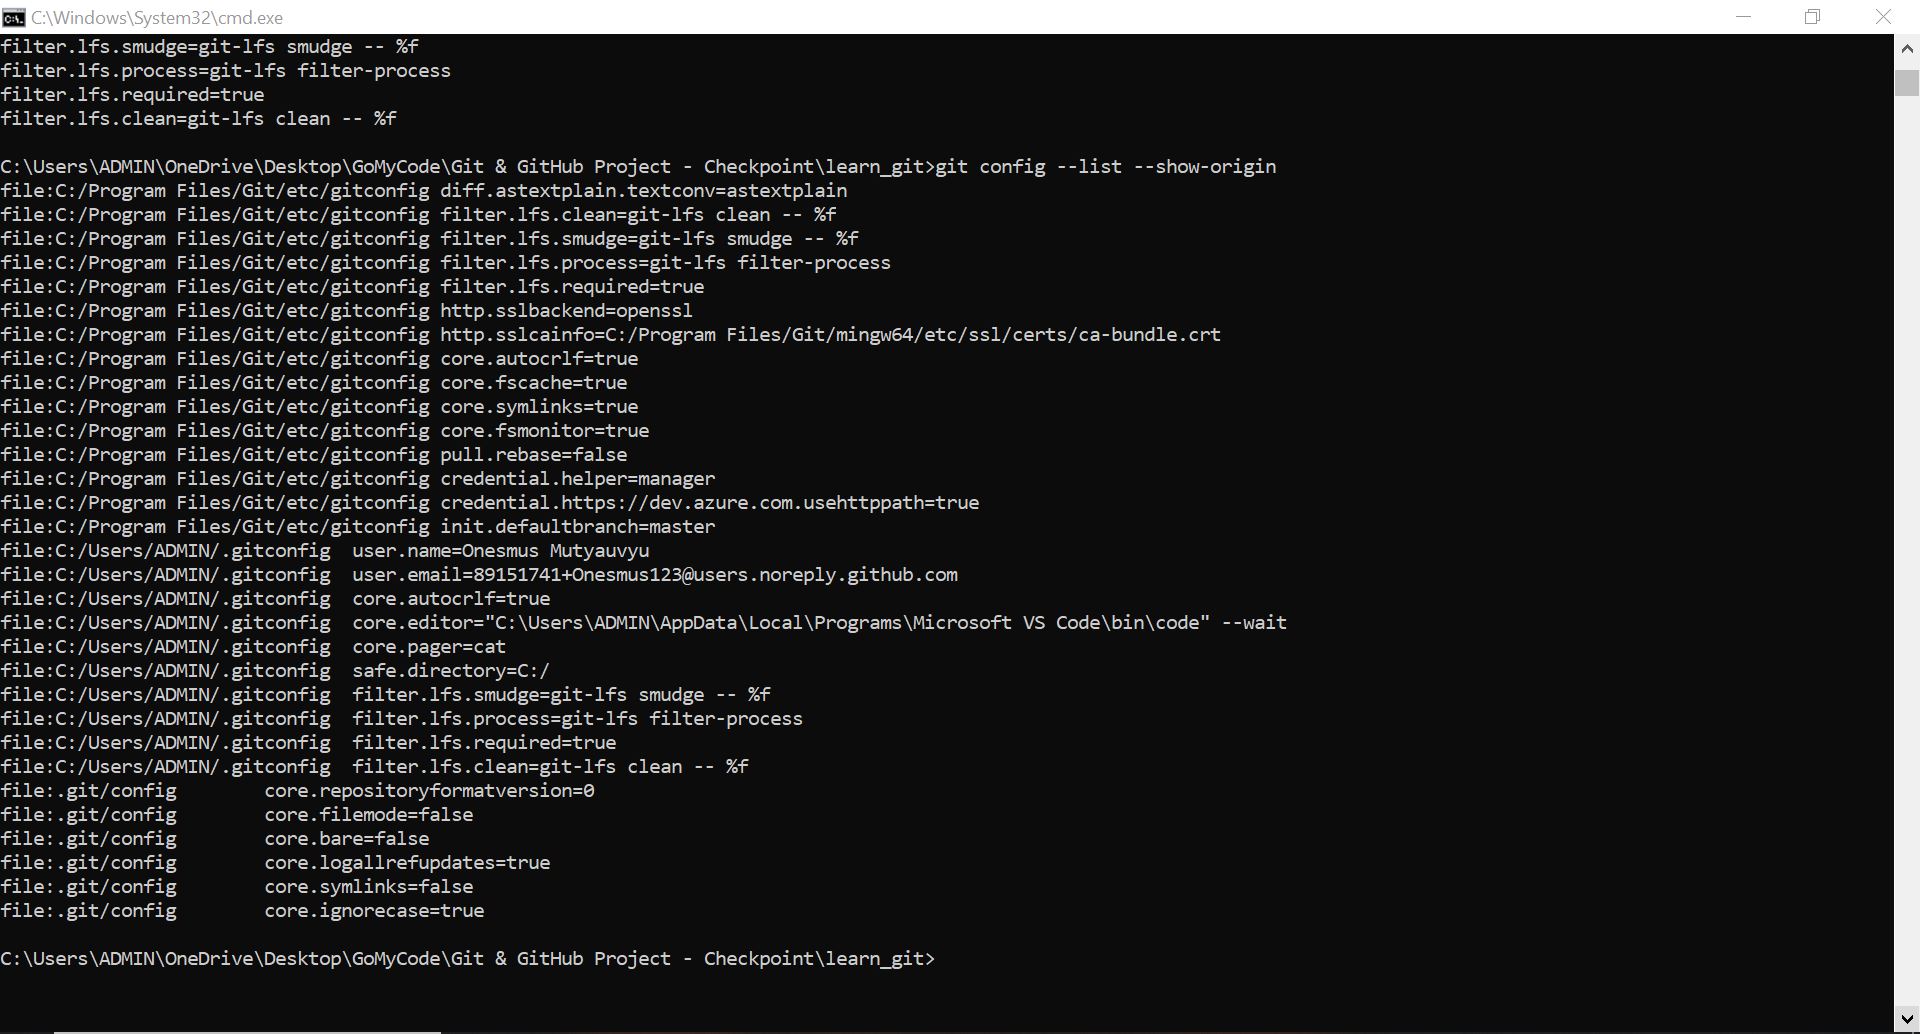 C:\Windows\System32\cmd.exe
filter.lfs.smudge=git-lfs smudge -- %f
filter.lfs.process=git-lfs filter-process
filter.lfs.required=true
filter.lfs.clean=git-lfs clean -- %f
C:\Users\ADMIN\OneDrive\Desktop\GoMyCode\Git & GitHub Project - Checkpoint\learn_git>git config --list --show-origin
file:C:/Program Files/Git/etc/gitconfig diff.astextplain.textconv=astextplain
file:C:/Program Files/Git/etc/gitconfig filter.lfs.clean=git-lfs clean -- %f
file:C:/Program Files/Git/etc/gitconfig filter.lfs.smudge=git-lfs smudge -- %f
file:C:/Program Files/Git/etc/gitconfig filter.lfs.process=git-lfs filter-process
file:C:/Program Files/Git/etc/gitconfig filter.lfs.required=true
file:C:/Program Files/Git/etc/gitconfig http.sslbackend=openssl
file:C:/Program Files/Git/etc/gitconfig http.sslcainfo=C:/Program Files/Git/mingw64/etc/ssl/certs/ca-bundle.crt
file:C:/Program Files/Git/etc/gitconfig core.autocrlf=true
file:C:/Program Files/Git/etc/gitconfig core.fscache=true
file:C:/Program Files/Git/etc/gitconfig core.symlinks=true
file:C:/Program Files/Git/etc/gitconfig core.fsmonitor=true
file:C:/Program Files/Git/etc/gitconfig pull.rebase=false
file:C:/Program Files/Git/etc/gitconfig credential.helper=manager
file:C:/Program Files/Git/etc/gitconfig credential.https://dev.azure.com.usehttppath=true
file:C:/Program Files/Git/etc/gitconfig init.defaultbranch=master
file:C:/Users/ADMIN/.gitconfig  user.name=Onesmus Mutyauvyu
file:C:/Users/ADMIN/.gitconfig  user.email=89151741+Onesmus123@users.noreply.github.com
file:C:/Users/ADMIN/.gitconfig  core.autocrlf=true
file:C:/Users/ADMIN/.gitconfig  core.editor="C:\Users\ADMIN\AppData\Local\Programs\Microsoft VS Code\bin\code" --wait
file:C:/Users/ADMIN/.gitconfig  core.pager=cat
file:C:/Users/ADMIN/.gitconfig  safe.directory=C:/
file:C:/Users/ADMIN/.gitconfig  filter.lfs.smudge=git-lfs smudge -- %f
file:C:/Users/ADMIN/.gitconfig  filter.lfs.process=git-lfs filter-process
file:C:/Users/ADMIN/.gitconfig  filter.lfs.required=true
file:C:/Users/ADMIN/.gitconfig  filter.lfs.clean=git-lfs clean -- %f
file:.git/config        core.repositoryformatversion=0
file:.git/config        core.filemode=false
file:.git/config        core.bare=false
file:.git/config        core.logallrefupdates=true
file:.git/config        core.symlinks=false
file:.git/config        core.ignorecase=true
C:\Users\ADMIN\OneDrive\Desktop\GoMyCode\Git & GitHub Project - Checkpoint\learn_git>